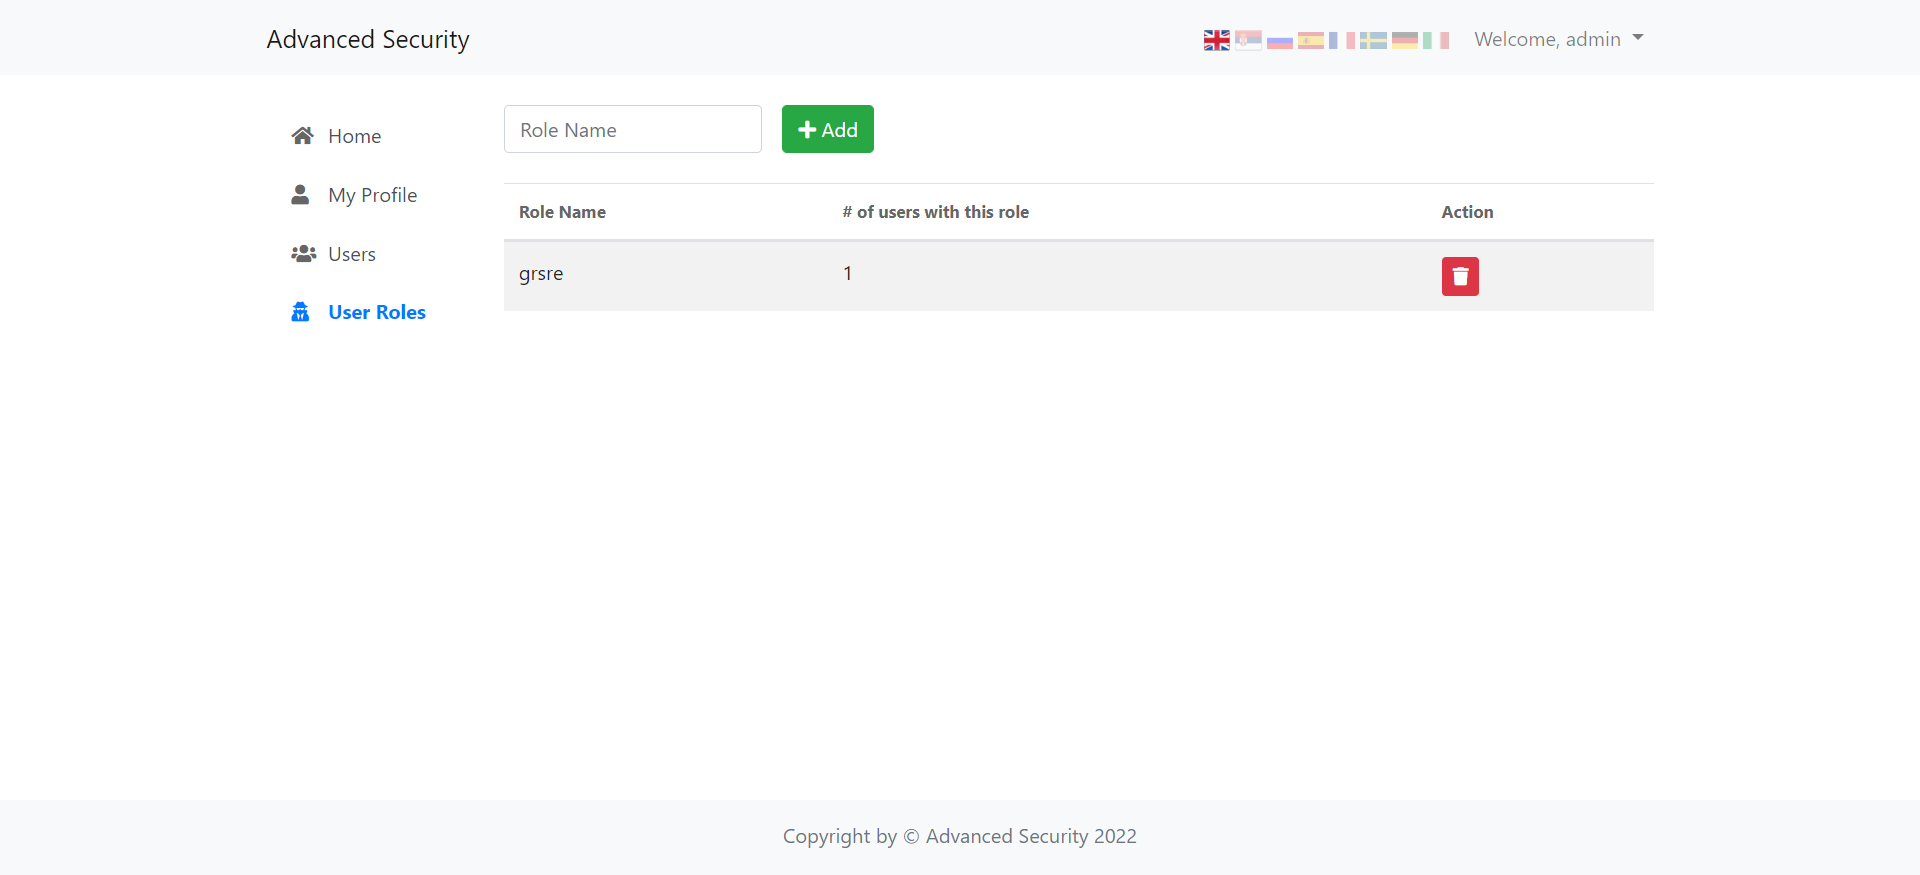 Advanced Security
Welcome, admin
Home
My Profile
Users
User Roles
Role Name
Add
Role Name # of users with this role Action
grsre 1
Copyright by © Advanced Security 2022